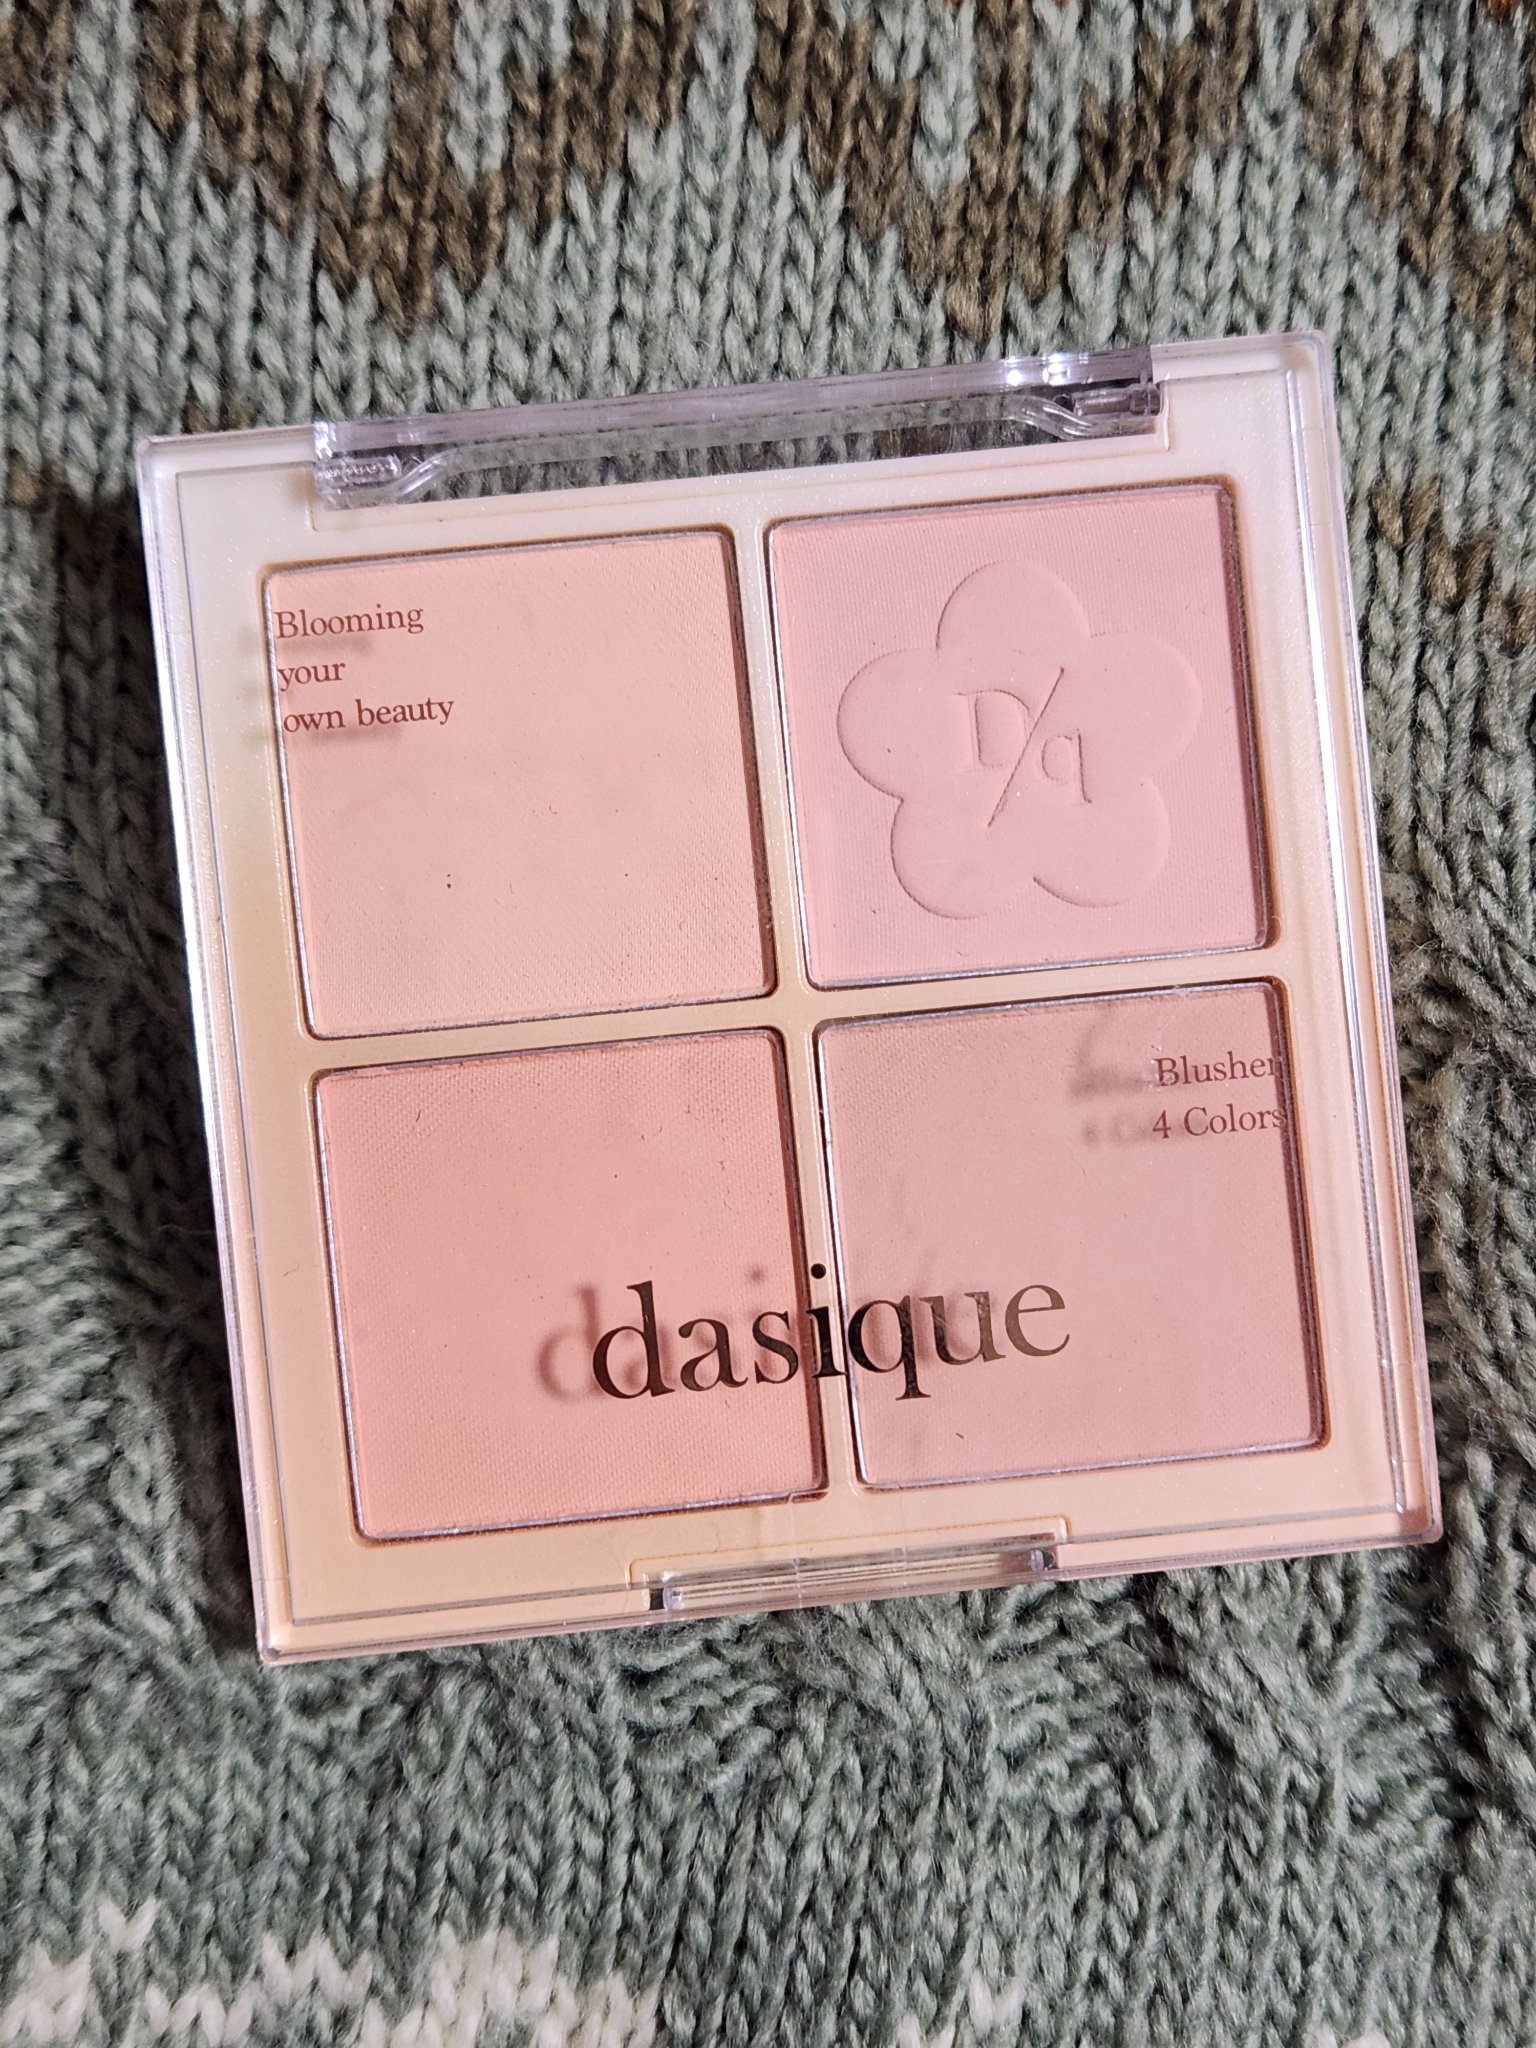 Blooming
your
own beauty
D/q
Blusher
4 Colors
dasique